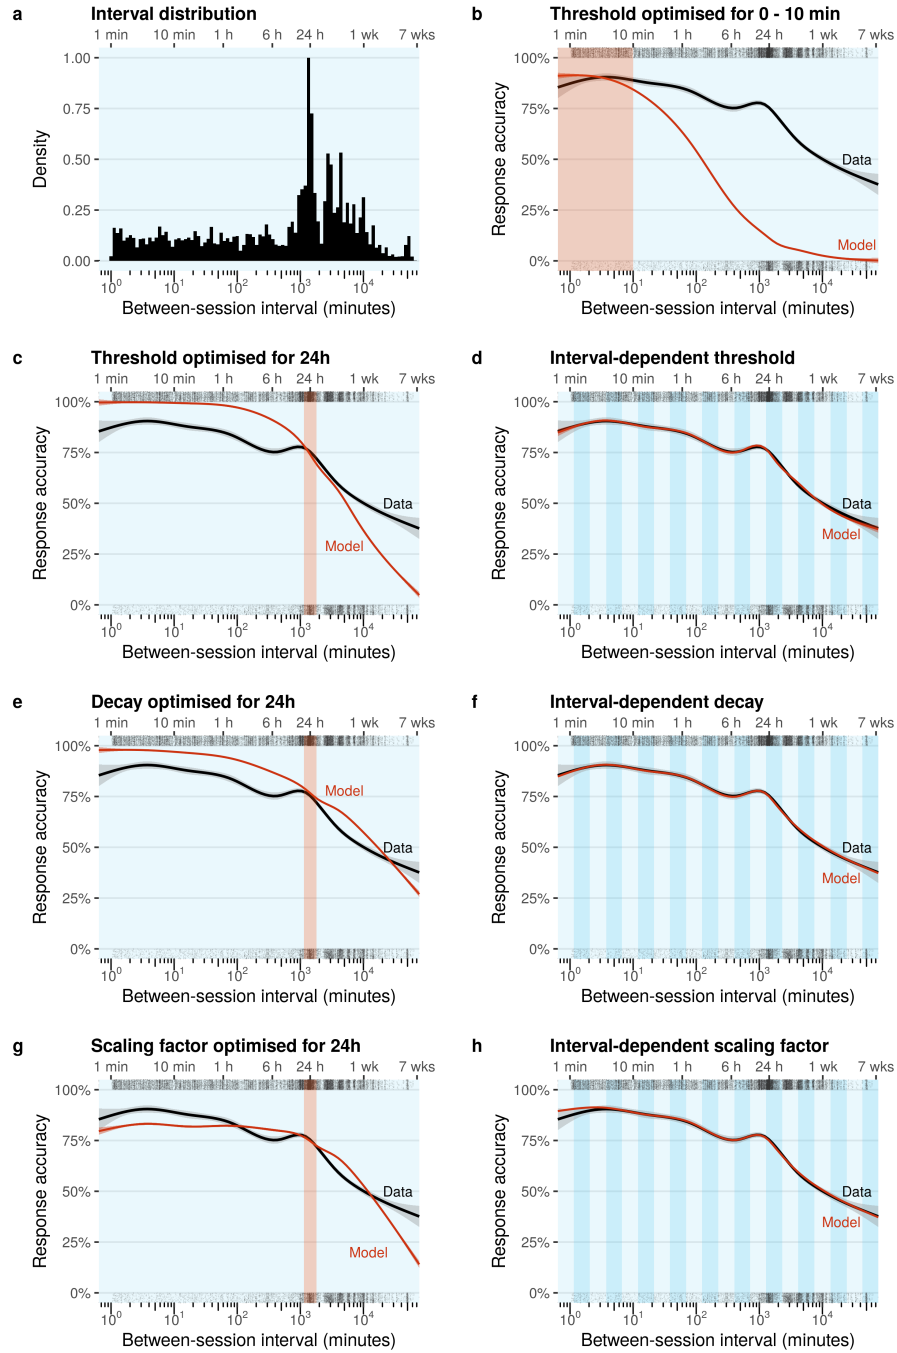 a Interval distribution
1 min 10 min 1 h 6 h 24 h 1 wk 7 wks
1.00
0.75
0.50
0.25
0.00
Density
10⁰ 10¹ 10² 10³ 10⁴
Between-session interval (minutes)
b Threshold optimised for 0 - 10 min
1 min 10 min 1 h 6 h 24 h 1 wk 7 wks
100%
75%
50%
25%
0%
Response accuracy
Data
Model
10⁰ 10¹ 10² 10³ 10⁴
Between-session interval (minutes)
c Threshold optimised for 24h
1 min 10 min 1 h 6 h 24 h 1 wk 7 wks
100%
75%
50%
25%
0%
Response accuracy
Data
Model
10⁰ 10¹ 10² 10³ 10⁴
Between-session interval (minutes)
d Interval-dependent threshold
1 min 10 min 1 h 6 h 24 h 1 wk 7 wks
100%
75%
50%
25%
0%
Response accuracy
Data
Model
10⁰ 10¹ 10² 10³ 10⁴
Between-session interval (minutes)
e Decay optimised for 24h
1 min 10 min 1 h 6 h 24 h 1 wk 7 wks
100%
75%
50%
25%
0%
Response accuracy
Model
Data
10⁰ 10¹ 10² 10³ 10⁴
Between-session interval (minutes)
f Interval-dependent decay
1 min 10 min 1 h 6 h 24 h 1 wk 7 wks
100%
75%
50%
25%
0%
Response accuracy
Data
Model
10⁰ 10¹ 10² 10³ 10⁴
Between-session interval (minutes)
g Scaling factor optimised for 24h
1 min 10 min 1 h 6 h 24 h 1 wk 7 wks
100%
75%
50%
25%
0%
Response accuracy
Data
Model
10⁰ 10¹ 10² 10³ 10⁴
Between-session interval (minutes)
h Interval-dependent scaling factor
1 min 10 min 1 h 6 h 24 h 1 wk 7 wks
100%
75%
50%
25%
0%
Response accuracy
Data
Model
10⁰ 10¹ 10² 10³ 10⁴
Between-session interval (minutes)